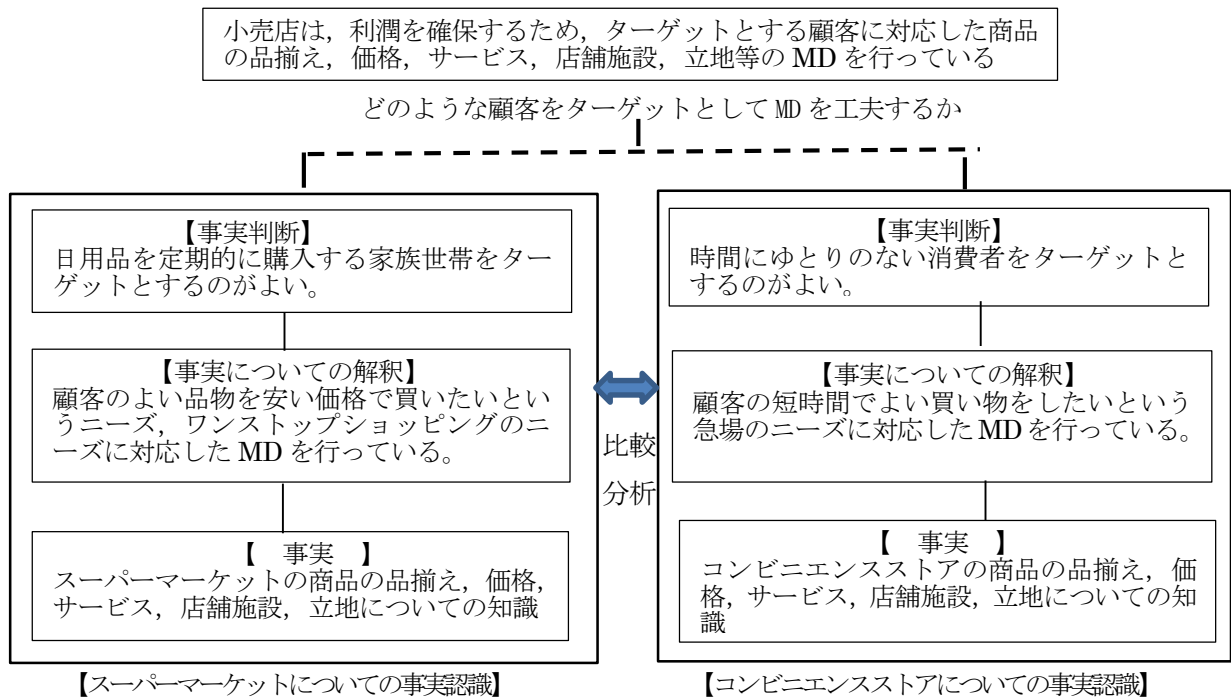 小売店は，利潤を確保するため，ターゲットとする顧客に対応した商品
の品揃え，価格，サービス，店舗施設，立地等の MD を行っている
どのような顧客をターゲットとして MD を工夫するか
【事実判断】
日用品を定期的に購入する家族世帯をター
ゲットとするのがよい。
【事実についての解釈】
顧客のよい品物を安い価格で買いたいとい
うニーズ，ワンストップショッピングのニ
ーズに対応した MD を行っている。
【　事実　】
スーパーマーケットの商品の品揃え，価格，
サービス，店舗施設，立地についての知識
【スーパーマーケットについての事実認識】
比較
分析
【事実判断】
時間にゆとりのない消費者をターゲットと
するのがよい。
【事実についての解釈】
顧客の短時間でよい買い物をしたいという
急場のニーズに対応した MD を行っている。
【　事実　】
コンビニエンスストアの商品の品揃え，価
格，サービス，店舗施設，立地についての知
識
【コンビニエンスストアについての事実認識】